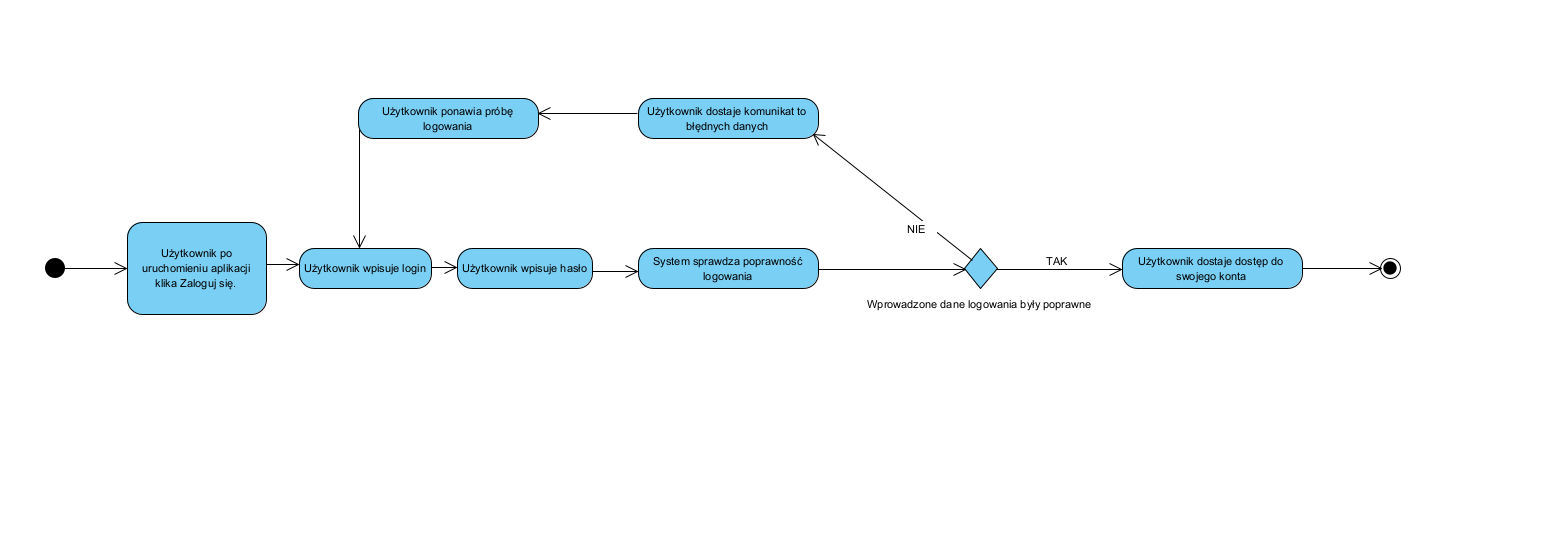 Użytkownik ponawia próbę
logowania
Użytkownik dostaje komunikat to
błędnych danych
NIE
Użytkownik po
uruchomieniu aplikacji
klika Zaloguj się.
Użytkownik wpisuje login
Użytkownik wpisuje hasło
System sprawdza poprawność
logowania
TAK
Użytkownik dostaje dostęp do
swojego konta
Wprowadzone dane logowania były poprawne